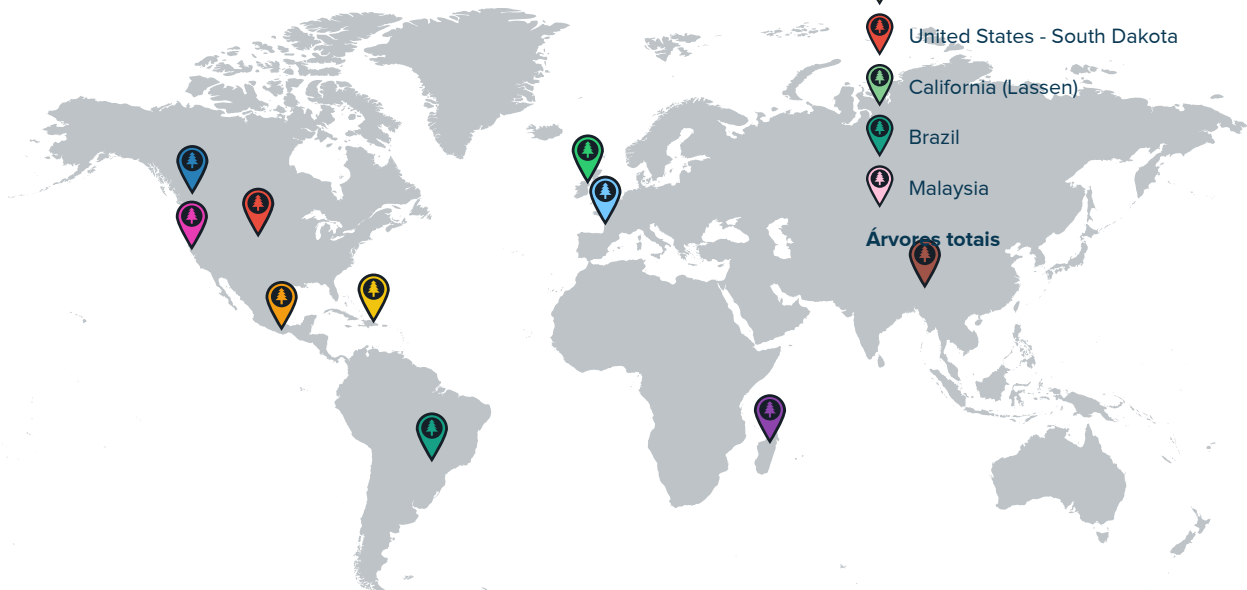 United States - South Dakota
California (Lassen)
Brazil
Malaysia
Árvores totais